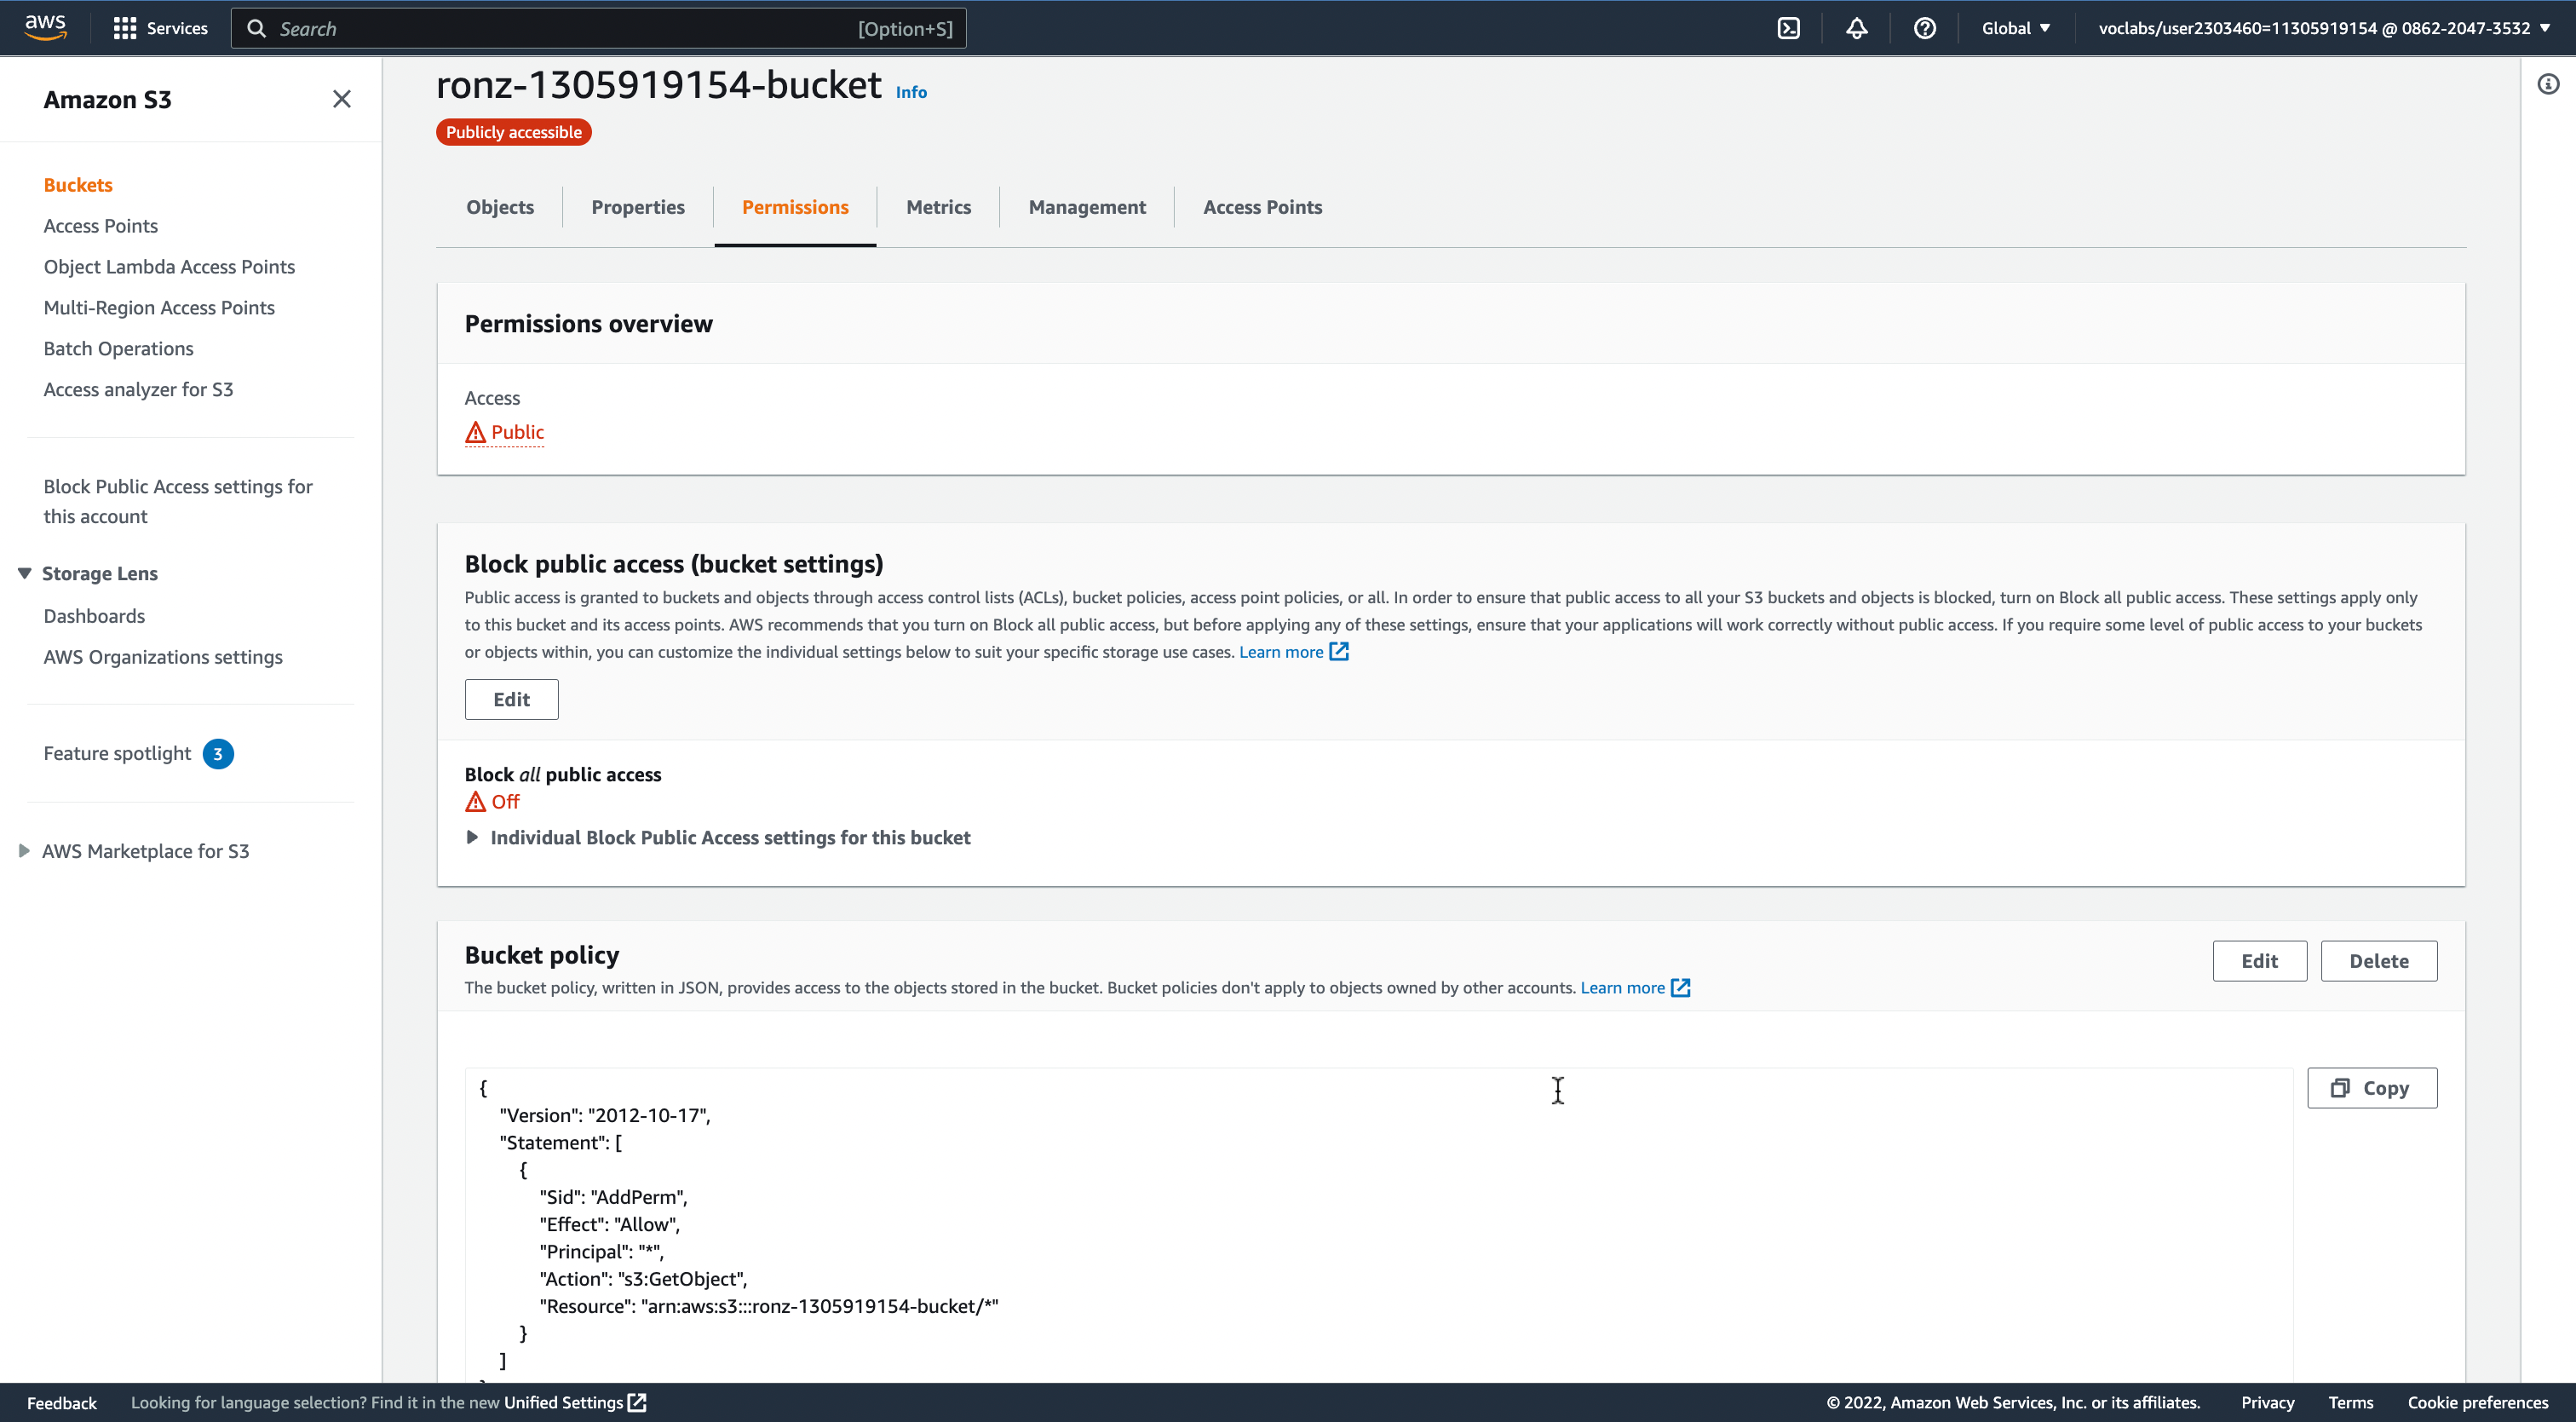 aws
Services
Search
[Option+S]
Global
voclabs/user2303460=11305919154 @ 0862-2047-3532
Amazon S3
Buckets
Access Points
Object Lambda Access Points
Multi-Region Access Points
Batch Operations
Access analyzer for S3
Block Public Access settings for
this account
Storage Lens
Dashboards
AWS Organizations settings
Feature spotlight 3
AWS Marketplace for S3
ronz-1305919154-bucket Info
Publicly accessible
Objects
Properties
Permissions
Metrics
Management
Access Points
Permissions overview
Access
Public
Block public access (bucket settings)
Public access is granted to buckets and objects through access control lists (ACLs), bucket policies, access point policies, or all. In order to ensure that public access to all your S3 buckets and objects is blocked, turn on Block all public access. These settings apply only
to this bucket and its access points. AWS recommends that you turn on Block all public access, but before applying any of these settings, ensure that your applications will work correctly without public access. If you require some level of public access to your buckets
or objects within, you can customize the individual settings below to suit your specific storage use cases. Learn more
Edit
Block all public access
Off
Individual Block Public Access settings for this bucket
Bucket policy
Edit
Delete
The bucket policy, written in JSON, provides access to the objects stored in the bucket. Bucket policies don't apply to objects owned by other accounts. Learn more
Copy
{
"Version": "2012-10-17",
"Statement": [
{
"Sid": "AddPerm",
"Effect": "Allow",
"Principal": "*",
"Action": "s3:GetObject",
"Resource": "arn:aws:s3:::ronz-1305919154-bucket/*"
}
]
Feedback
Looking for language selection? Find it in the new Unified Settings
© 2022, Amazon Web Services, Inc. or its affiliates.
Privacy
Terms
Cookie preferences